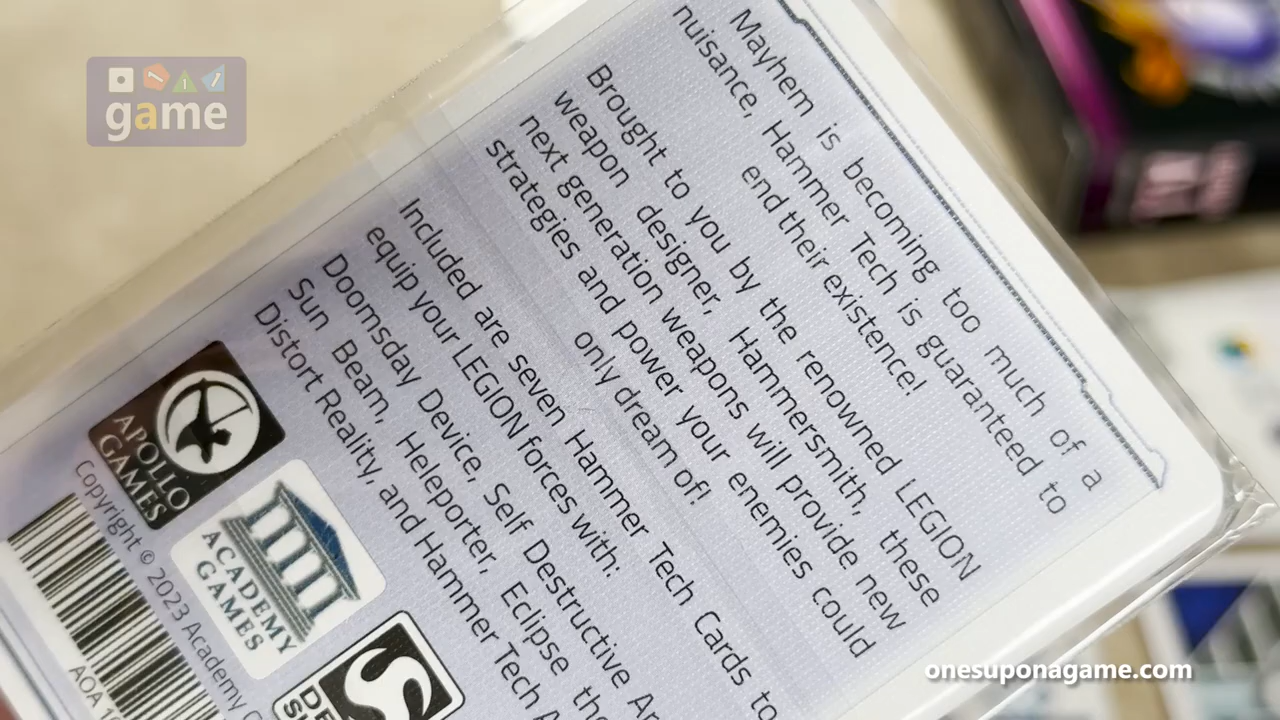 game
Mayhem is becoming too much of a
nuisance, Hammer Tech is guaranteed to
end their existence!
Brought to you by the renowned LEGION
weapon designer, Hammersmith, these
next generation weapons will provide new
strategies and power your enemies could
only dream of!
Included are seven Hammer Tech Cards to
equip your LEGION forces with:
Doomsday Device, Self Destructive
Sun Beam, Heleporter, Eclipse
Distort Reality, and Hammer Tech
APOLLO
GAMES
ACADEMY
GAMES
Copyright © 2023 Academy
AOA
onesuponagame.com